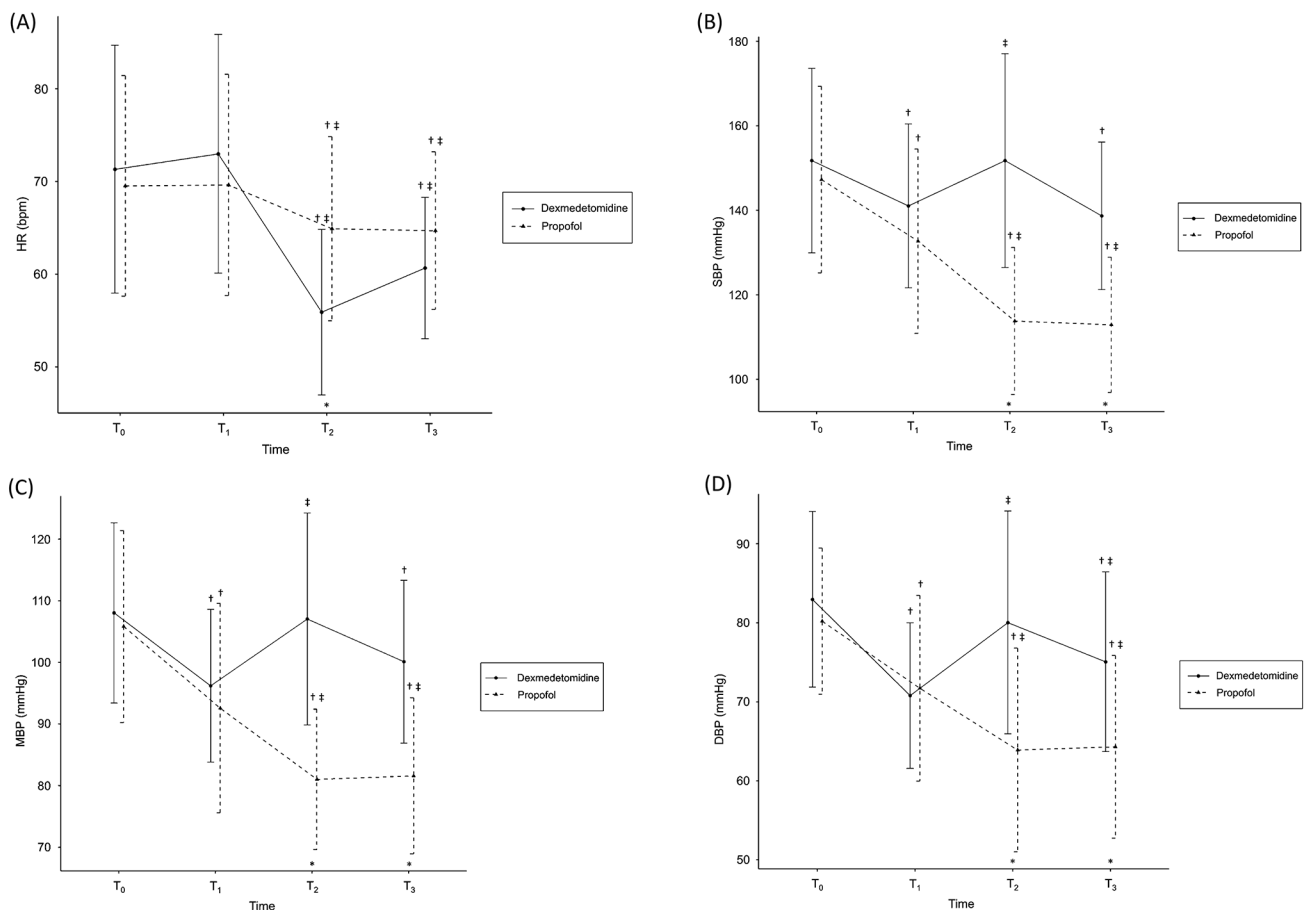 (A)
HR (bpm)
80
70
60
50
† ‡
† ‡
† ‡
† ‡
*
T0 T1 T2 T3
Time
Dexmedetomidine
Propofol
(B)
SBP (mmHg)
180
160
140
120
100
‡
†
†
†
† ‡
† ‡
* *
T0 T1 T2 T3
Time
Dexmedetomidine
Propofol
(C)
MBP (mmHg)
120
110
100
90
80
70
‡
†
† †
† ‡
† ‡
* *
T0 T1 T2 T3
Time
Dexmedetomidine
Propofol
(D)
DBP (mmHg)
90
80
70
60
50
‡
† ‡
†
†
† ‡
† ‡
* *
T0 T1 T2 T3
Time
Dexmedetomidine
Propofol